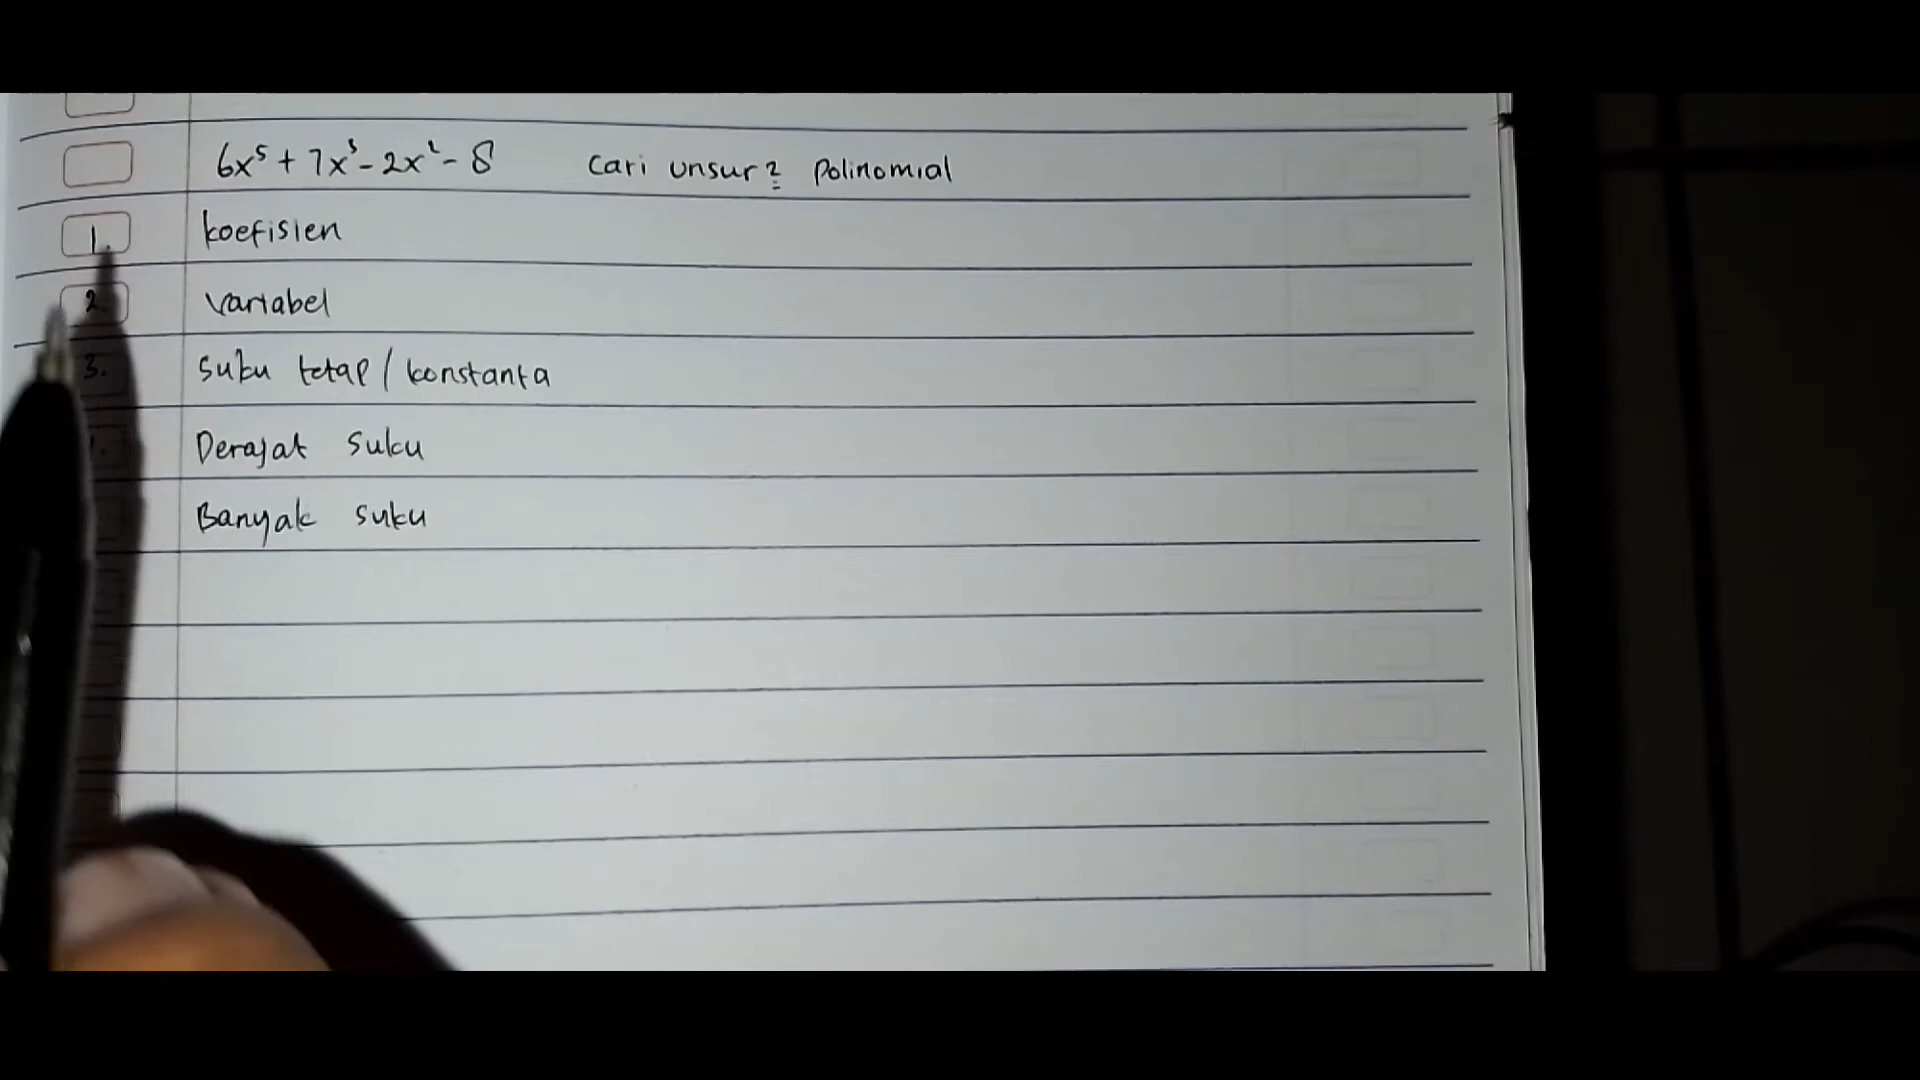 6x⁵ + 7x³ - 2x² - 8 Cari unsur2 Polinomial
1. koefisien
2. Variabel
3. Suku tetap / konstanta
Derajat suku
Banyak suku